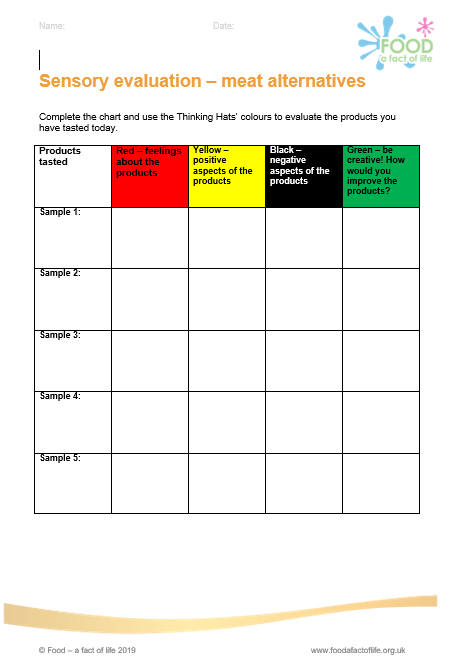 Name:
Date:
FOOD
a fact of life
Sensory evaluation – meat alternatives
Complete the chart and use the Thinking Hats' colours to evaluate the products you
have tasted today.
Products
tasted
Red – feelings
about the
products
Yellow –
positive
aspects of the
products
Black –
negative
aspects of the
products
Green – be
creative! How
would you
improve the
products?
Sample 1:
Sample 2:
Sample 3:
Sample 4:
Sample 5:
© Food – a fact of life 2019
www.foodafactoflife.org.uk